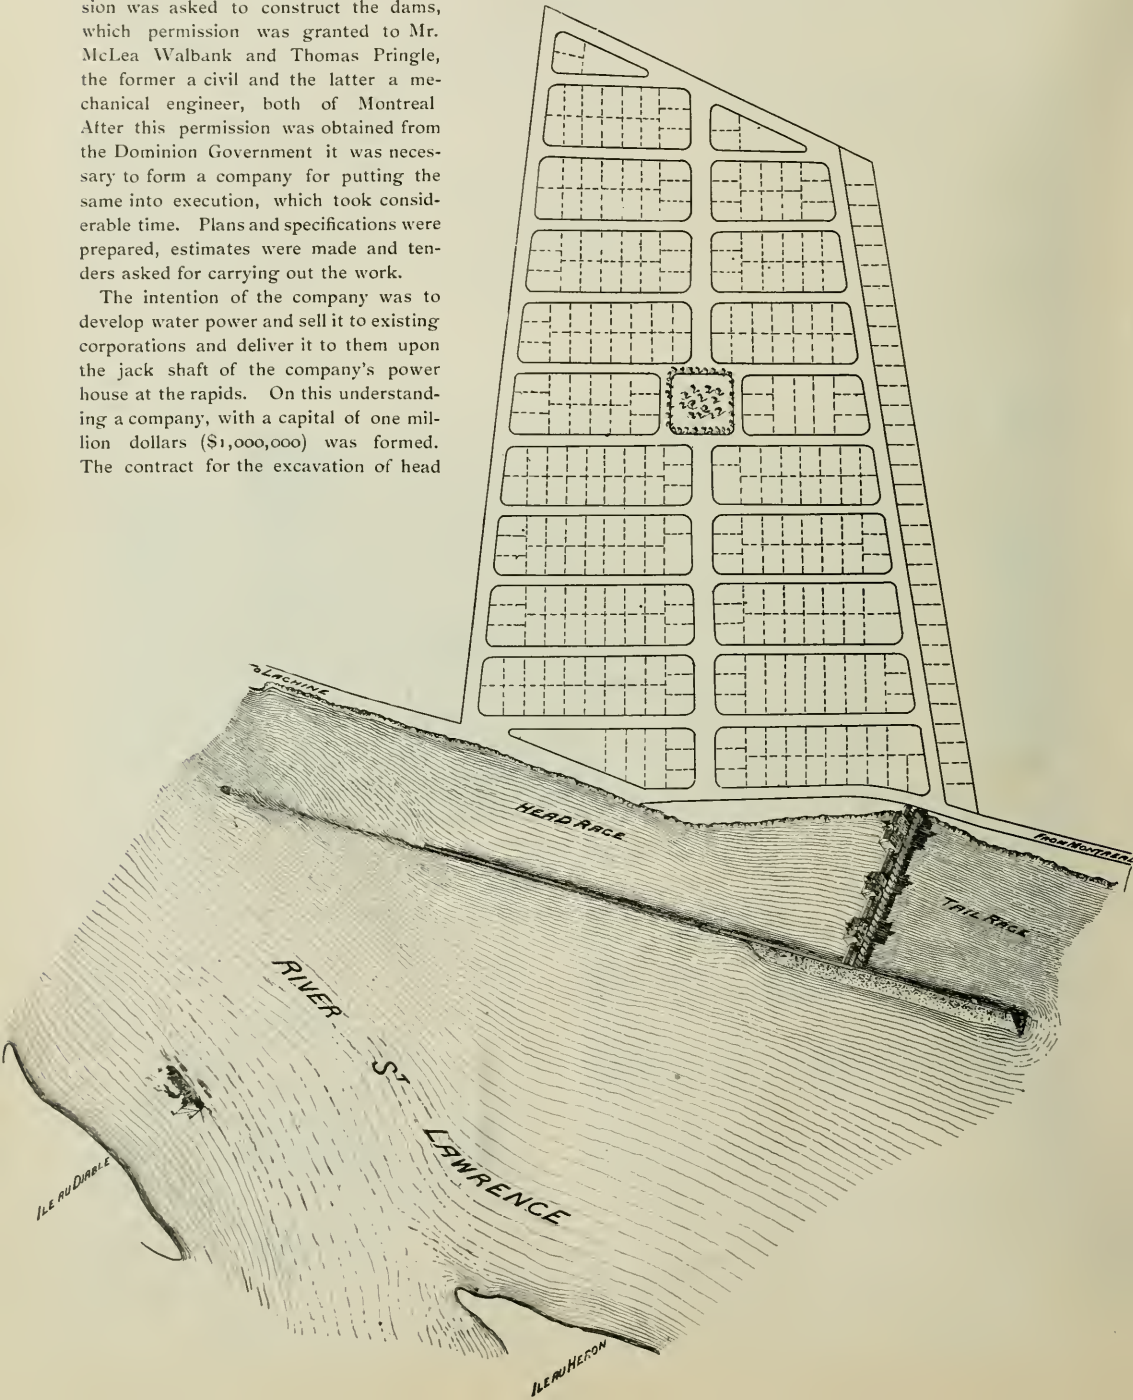 sion was asked to construct the dams,
which permission was granted to Mr.
McLea Walbank and Thomas Pringle,
the former a civil and the latter a me-
chanical engineer, both of Montreal
After this permission was obtained from
the Dominion Government it was neces-
sary to form a company for putting the
same into execution, which took consid-
erable time. Plans and specifications were
prepared, estimates were made and ten-
ders asked for carrying out the work.
The intention of the company was to
develop water power and sell it to existing
corporations and deliver it to them upon
the jack shaft of the company's power
house at the rapids. On this understand-
ing a company, with a capital of one mil-
lion dollars ($1,000,000) was formed.
The contract for the excavation of head
TO LACHINE
HEAD RACE
FROM MONTREAL
TAIL RACE
RIVER
ST
LAWRENCE
ILE AU DIABLE
ILE AU HERON